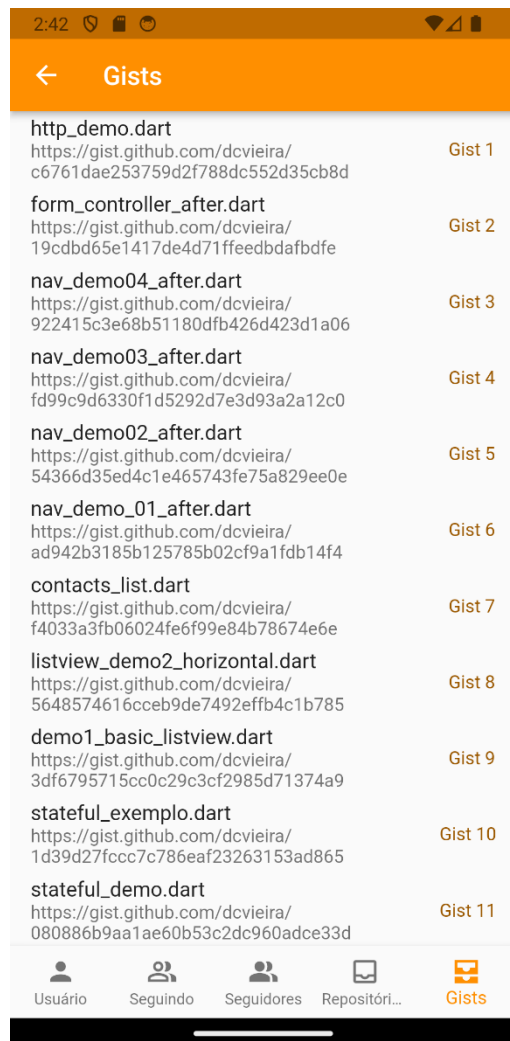 2:42
Gists
http_demo.dart
https://gist.github.com/dcvieira/
c6761dae253759d2f788dc552d35cb8d
Gist 1
form_controller_after.dart
https://gist.github.com/dcvieira/
19cdbd65e1417de4d71ffeedbdafbdfe
Gist 2
nav_demo04_after.dart
https://gist.github.com/dcvieira/
922415c3e68b51180dfb426d423d1a06
Gist 3
nav_demo03_after.dart
https://gist.github.com/dcvieira/
fd99c9d6330f1d5292d7e3d93a2a12c0
Gist 4
nav_demo02_after.dart
https://gist.github.com/dcvieira/
54366d35ed4c1e465743fe75a829ee0e
Gist 5
nav_demo_01_after.dart
https://gist.github.com/dcvieira/
ad942b3185b125785b02cf9a1fdb14f4
Gist 6
contacts_list.dart
https://gist.github.com/dcvieira/
f4033a3fb06024fe6f99e84b78674e6e
Gist 7
listview_demo2_horizontal.dart
https://gist.github.com/dcvieira/
5648574616cceb9de7492effb4c1b785
Gist 8
demo1_basic_listview.dart
https://gist.github.com/dcvieira/
3df6795715cc0c29c3cf2985d71374a9
Gist 9
stateful_exemplo.dart
https://gist.github.com/dcvieira/
1d39d27fccc7c786eaf23263153ad865
Gist 10
stateful_demo.dart
https://gist.github.com/dcvieira/
080886b9aa1ae60b53c2dc960adce33d
Gist 11
Usuário
Seguindo
Seguidores
Repositóri...
Gists